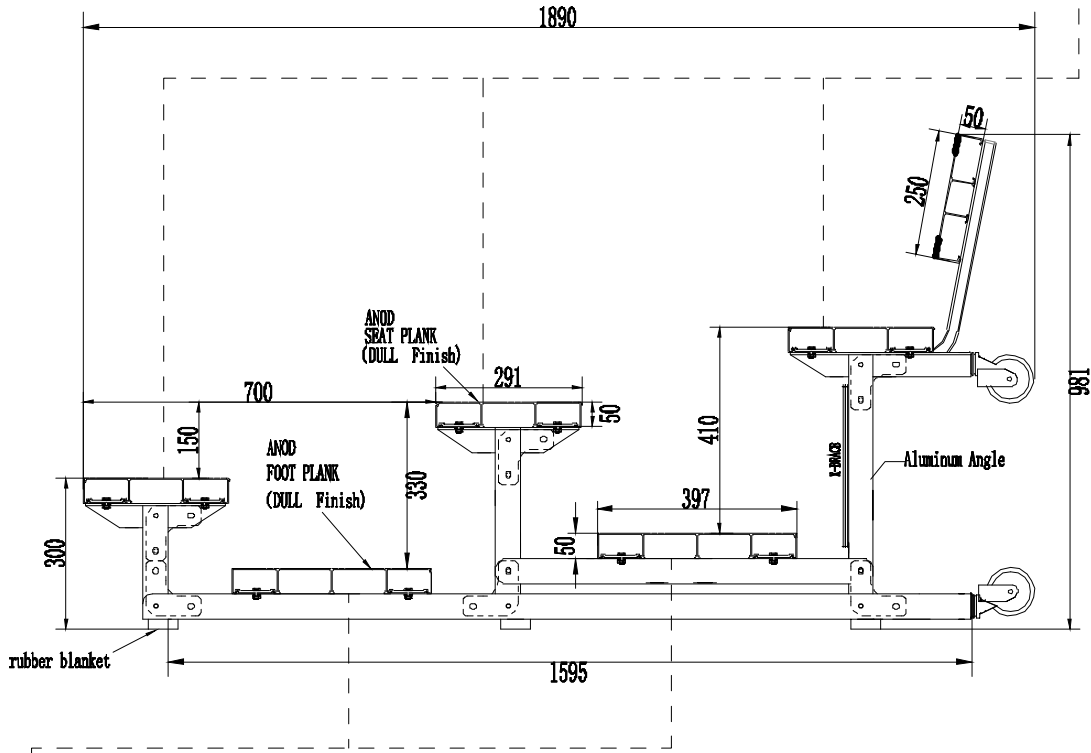 1890
50
250
ANOD
SEAT PLANK
(DULL Finish)
291
700
50
981
150
410
ANOD
FOOT PLANK
(DULL Finish)
330
X-BRACE
Aluminum Angle
397
300
50
rubber blanket
1595